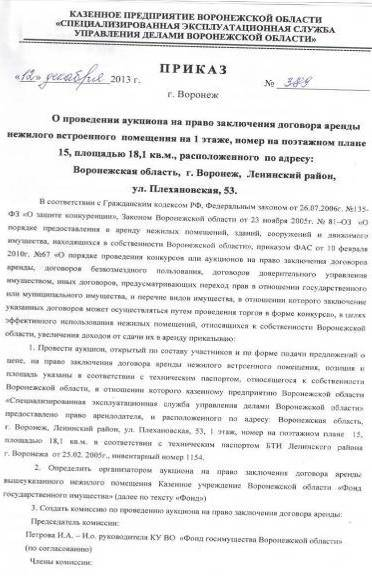 КАЗЕННОЕ ПРЕДПРИЯТИЕ ВОРОНЕЖСКОЙ ОБЛАСТИ
«СПЕЦИАЛИЗИРОВАННАЯ ЭКСПЛУАТАЦИОННАЯ СЛУЖБА
УПРАВЛЕНИЯ ДЕЛАМИ ВОРОНЕЖСКОЙ ОБЛАСТИ»
ПРИКАЗ
«12» декабря 2013 г. № 389
г. Воронеж
О проведении аукциона на право заключения договора аренды
нежилого встроенного помещения на 1 этаже, номер на поэтажном плане
15, площадью 18,1 кв.м., расположенного по адресу:
Воронежская область, г. Воронеж, Ленинский район,
ул. Плехановская, 53.
В соответствии с Гражданским кодексом РФ, Федеральным законом от 26.07.2006г. №135-
ФЗ «О защите конкуренции», Законом Воронежской области от 23 ноября 2005г. № 81–ОЗ «О
порядке предоставления в аренду нежилых помещений, зданий, сооружений и движимого
имущества, находящихся в собственности Воронежской области», приказом ФАС от 10 февраля
2010г. №67 «О порядке проведения конкурсов или аукционов на право заключения договоров
аренды, договоров безвозмездного пользования, договоров доверительного управления
имуществом, иных договоров, предусматривающих переход прав в отношении государственного
или муниципального имущества, и перечне видов имущества, в отношении которого заключение
указанных договоров может осуществляться путем проведения торгов в форме конкурса», в целях
эффективного использования нежилых помещений, относящихся к собственности Воронежской
области, увеличения доходов от сдачи их в аренду приказываю:
1. Провести аукцион, открытый по составу участников и по форме подачи предложений о
цене, на право заключения договора аренды нежилого встроенного помещения, позиция и
площадь указаны в соответствии с техническим паспортом, относящегося к собственности
Воронежской области, в отношении которого казенному предприятию Воронежской области
«Специализированная эксплуатационная служба управления делами Воронежской области»
предоставлено право арендодателя, и расположенного по адресу: Воронежская область,
г. Воронеж, Ленинский район, ул. Плехановская, 53, 1 этаж, номер на поэтажном плане 15,
площадью 18,1 кв.м. в соответствии с техническим паспортом БТИ Ленинского района
г. Воронежа от 25.02. 2005г., инвентарный номер 1154.
2. Определить организатором аукциона на право заключения договора аренды
вышеуказанного нежилого помещения Казенное учреждение Воронежской области «Фонд
государственного имущества» (далее по тексту «Фонд»)
3. Создать комиссию по проведению аукциона на право заключения договора аренды:
Председатель комиссии:
Петрова И.А. – И.о. руководителя КУ ВО «Фонд госимущества Воронежской области»
(по согласованию)
Члены комиссии: